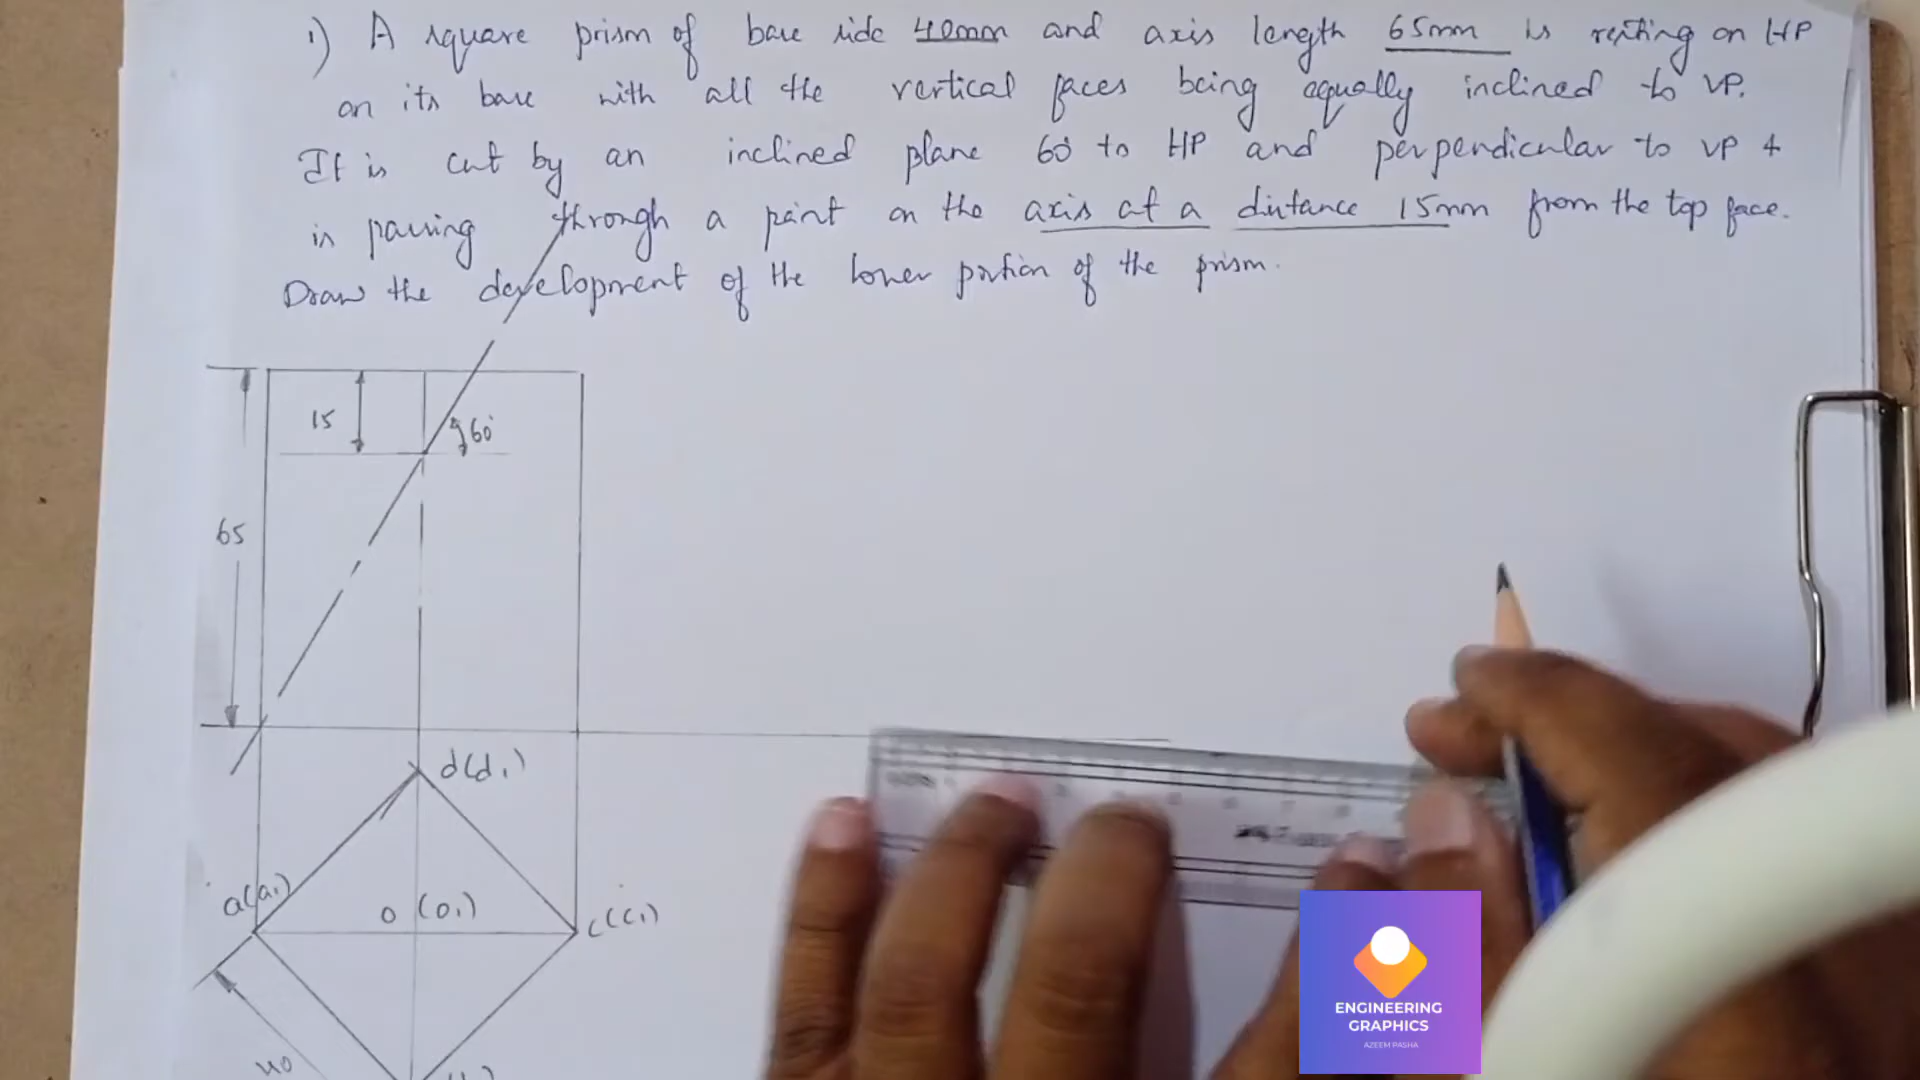 1) A square prism of base side 40mm and axis length 65mm is resting on HP
on its base with all the vertical faces being equally inclined to VP.
It is cut by an inclined plane 60° to HP and perpendicular to VP &
is passing through a point on the axis at a distance 15mm from the top face.
Draw the development of the lower portion of the prism.
15
60°
65
d(d₁)
a(a₁)
o (o₁)
c(c₁)
40
ENGINEERING
GRAPHICS
AZEEM PASHA